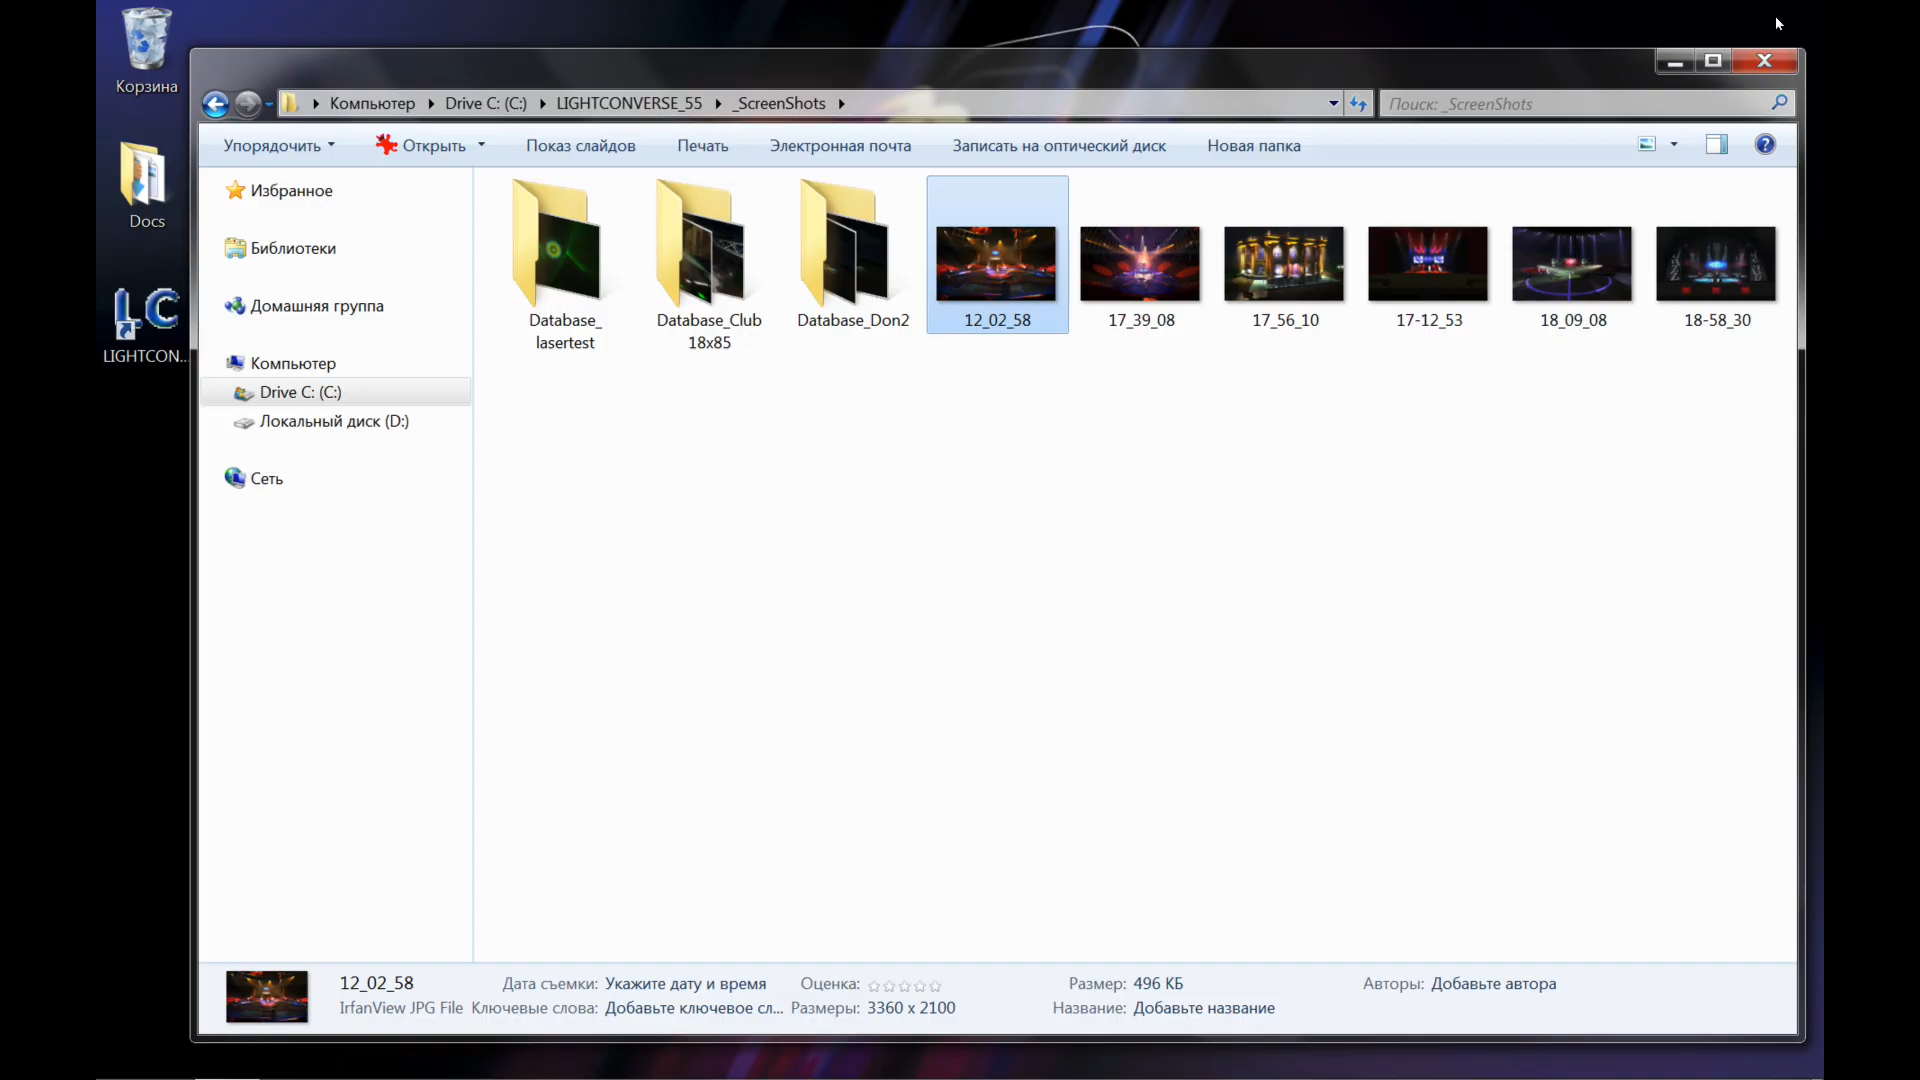 Корзина
Docs
LIGHTCON...
Компьютер
Drive C: (C:)
LIGHTCONVERSE_55
_ScreenShots
Поиск: _ScreenShots
Упорядочить
Открыть
Показ слайдов
Печать
Электронная почта
Записать на оптический диск
Новая папка
Избранное
Библиотеки
Домашняя группа
Компьютер
Drive C: (C:)
Локальный диск (D:)
Сеть
Database_
lasertest
Database_Club
18x85
Database_Don2
12_02_58
17_39_08
17_56_10
17-12_53
18_09_08
18-58_30
12_02_58
Дата съемки: Укажите дату и время
Оценка:
Размер: 496 КБ
Авторы: Добавьте автора
IrfanView JPG File
Ключевые слова: Добавьте ключевое сл...
Размеры: 3360 x 2100
Название: Добавьте название